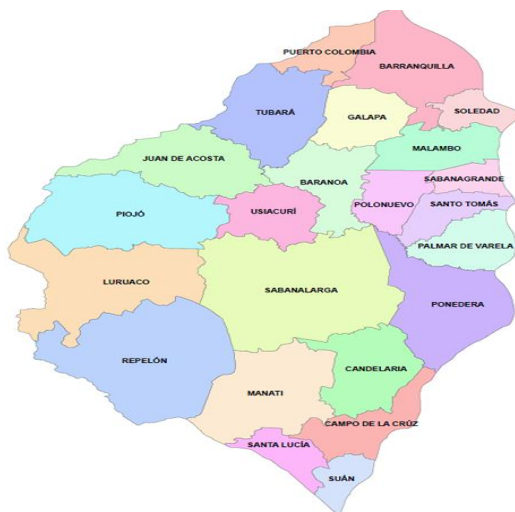 PUERTO COLOMBIA
BARRANQUILLA
TUBARÁ
GALAPA
SOLEDAD
MALAMBO
JUAN DE ACOSTA
BARANOA
SABANAGRANDE
POLONUEVO
SANTO TOMÁS
PIOJÓ
USIACURÍ
PALMAR DE VARELA
LURUACO
SABANALARGA
PONEDERA
REPELÓN
CANDELARIA
MANATI
CAMPO DE LA CRÜZ
SANTA LUCÍA
SUÁN